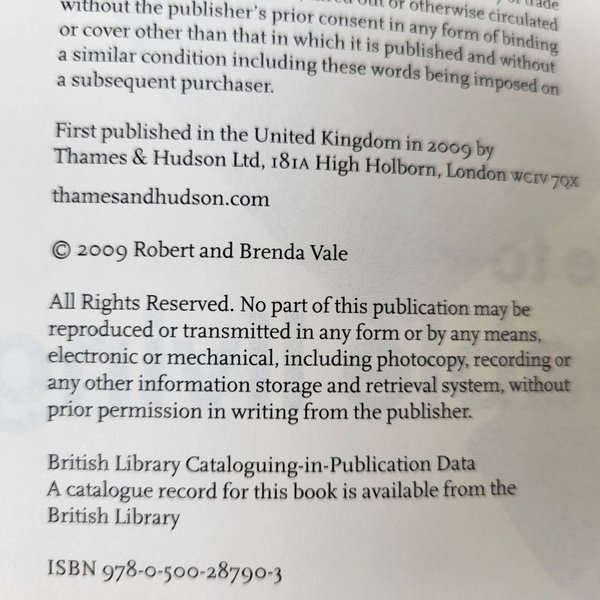 or otherwise circulated
without the publisher's prior consent in any form of binding
or cover other than that in which it is published and without
a similar condition including these words being imposed on
a subsequent purchaser.
First published in the United Kingdom in 2009 by
Thames & Hudson Ltd, 181A High Holborn, London WC1V 7QX
thamesandhudson.com
© 2009 Robert and Brenda Vale
All Rights Reserved. No part of this publication may be
reproduced or transmitted in any form or by any means,
electronic or mechanical, including photocopy, recording or
any other information storage and retrieval system, without
prior permission in writing from the publisher.
British Library Cataloguing-in-Publication Data
A catalogue record for this book is available from the
British Library
ISBN 978-0-500-28790-3